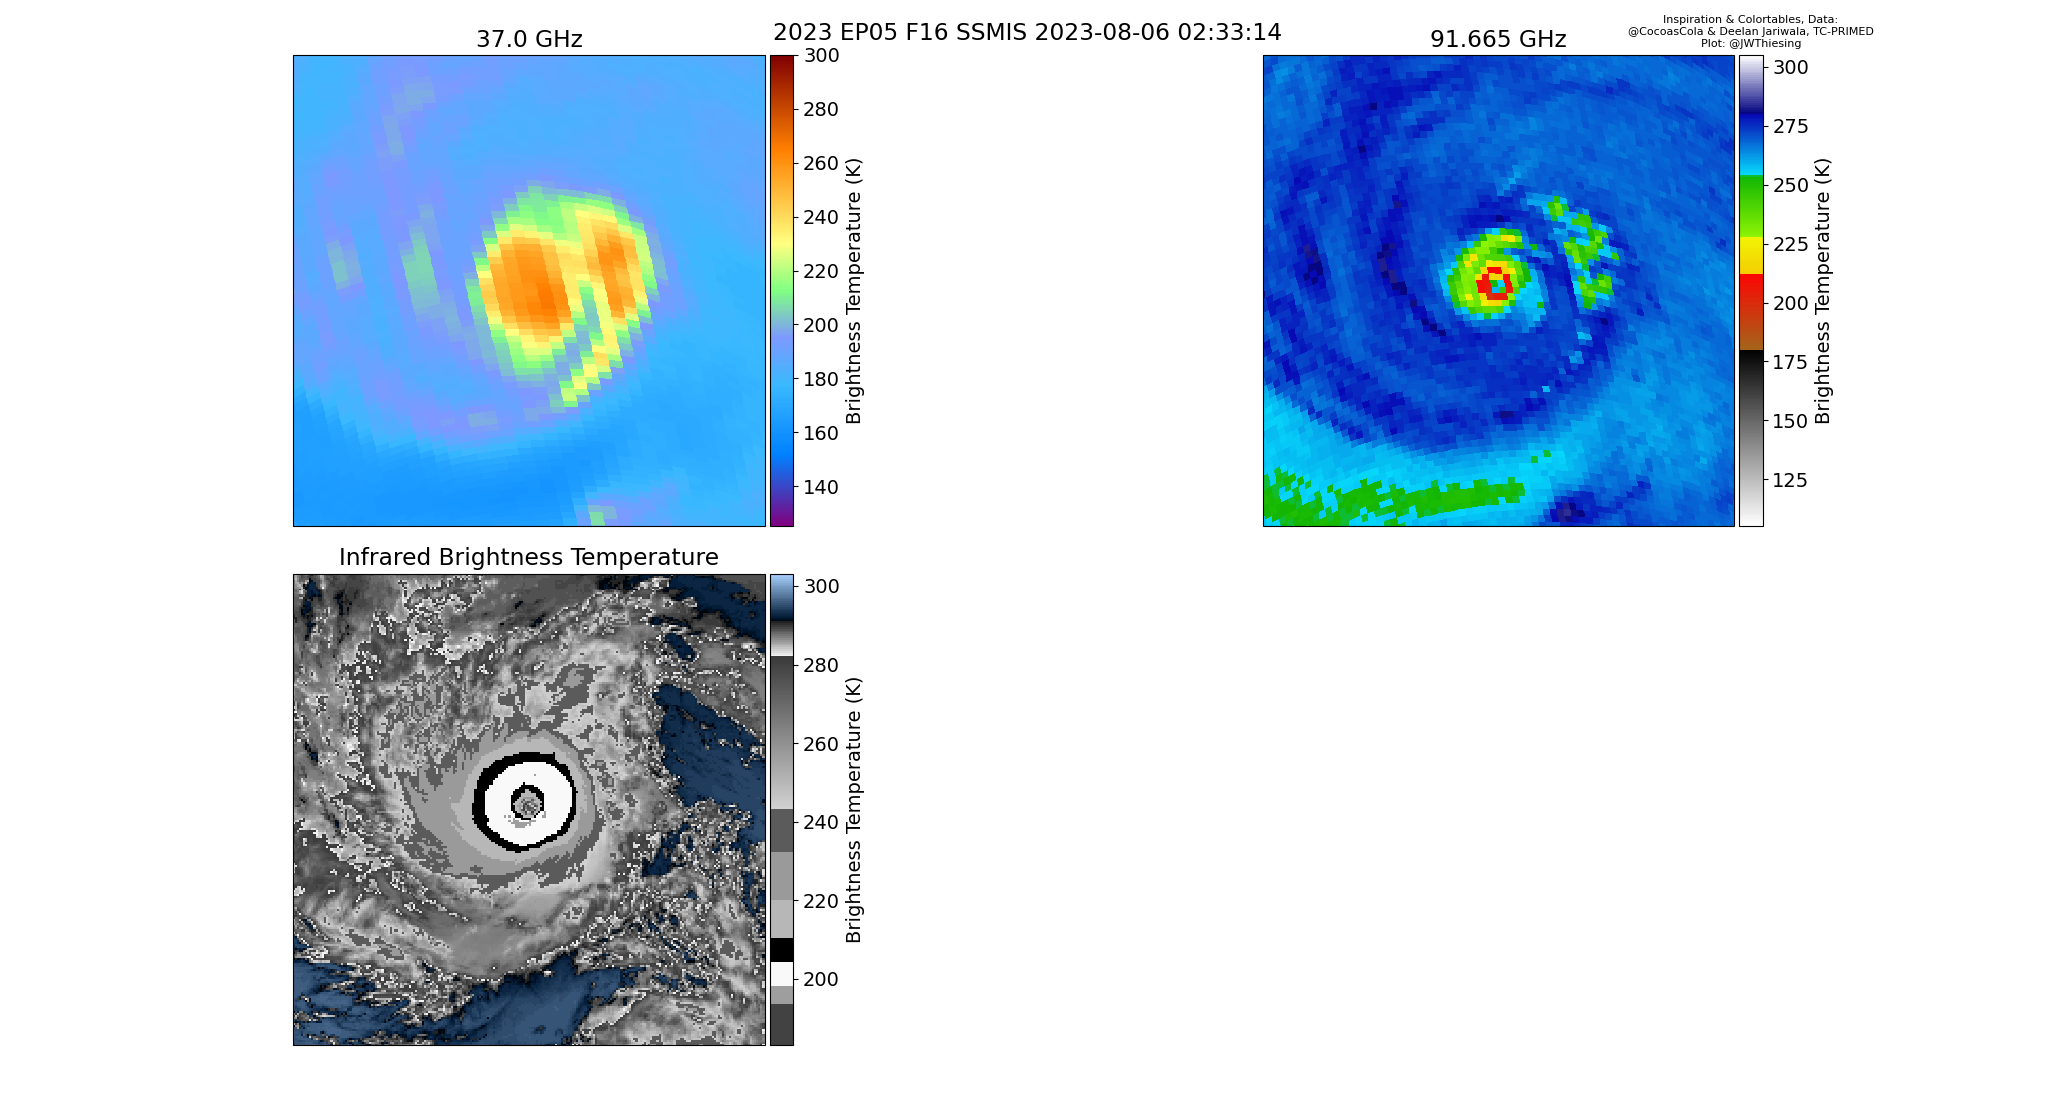 2023 EP05 F16 SSMIS 2023-08-06 02:33:14
Inspiration & Colortables, Data:
@CocoasCola & Deelan Jariwala, TC-PRIMED
Plot: @JWThiesing
37.0 GHz
300
280
260
240
220
200
180
160
140
Brightness Temperature (K)
91.665 GHz
300
275
250
225
200
175
150
125
Brightness Temperature (K)
Infrared Brightness Temperature
300
280
260
240
220
200
Brightness Temperature (K)